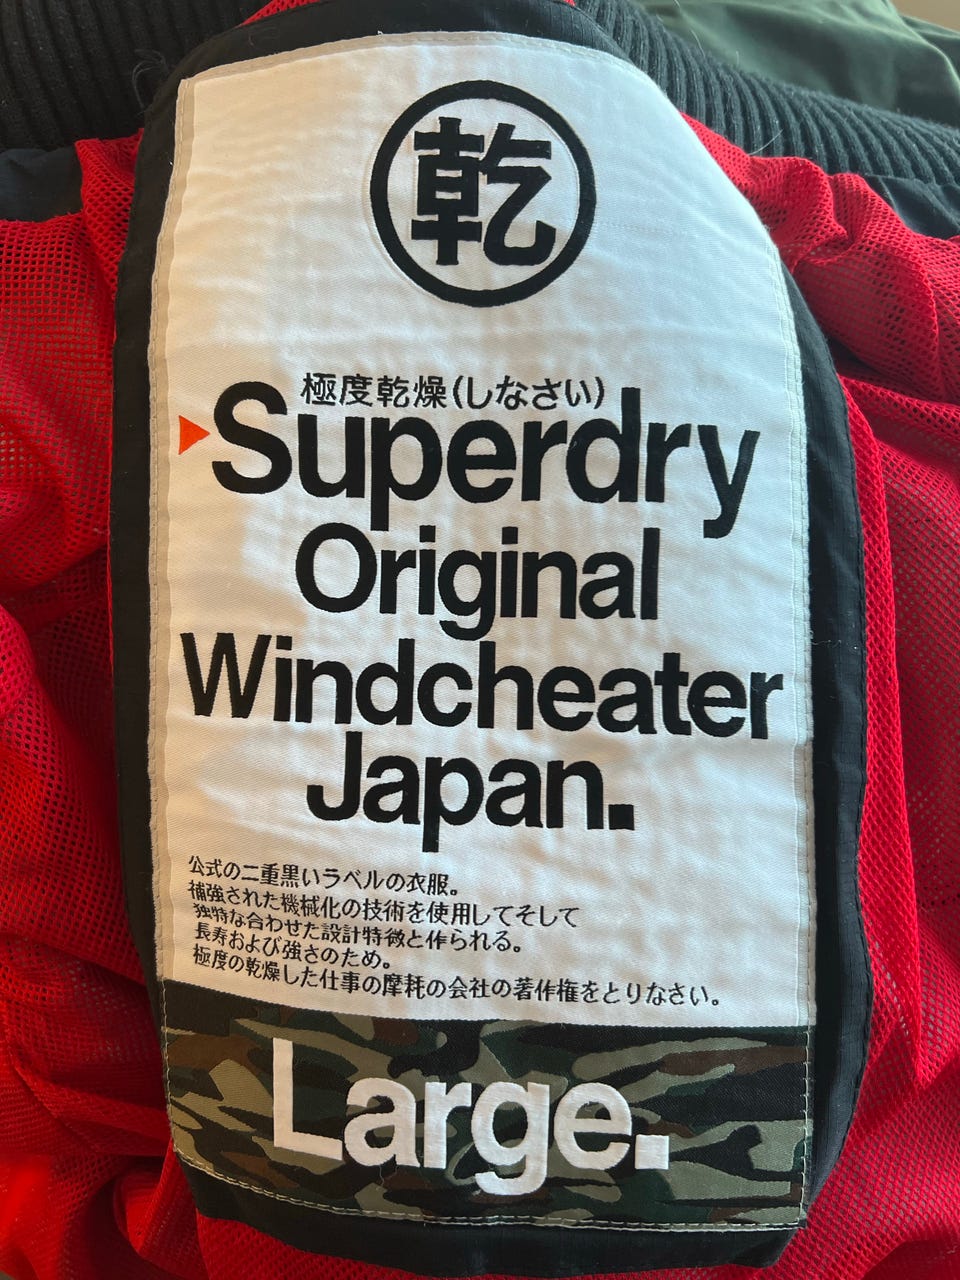 乾
極度乾燥(しなさい)
Superdry
Original
Windcheater
Japan.
公式の二重黒いラベルの衣服。
補強された機械化の技術を使用してそして
独特な合わせた設計特徴と作られる。
長寿および強さのため。
極度の乾燥した仕事の摩耗の会社の著作権をとりなさい。
Large.